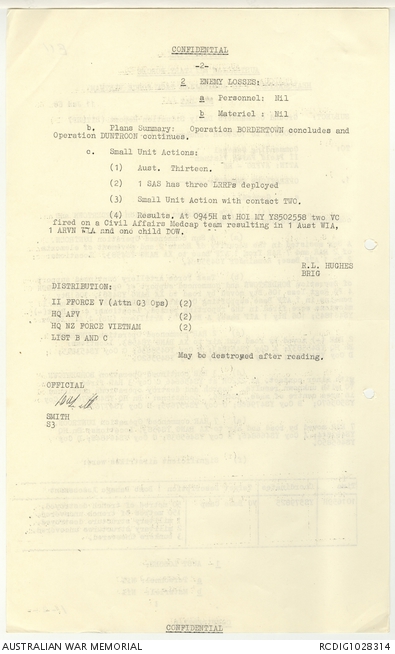 CONFIDENTIAL
-2-
2 ENEMY LOSSES:
a Personnel: Nil
b Materiel : Nil
b. Plans Summary: Operation BORDERTOWN concludes and
Operation DUNTROON continues.
c. Small Unit Actions:
(1) Aust. Thirteen.
(2) 1 SAS has three LRRPs deployed
(3) Small Unit Action with contact TWO.
(4) Results. At 0945H at HOI MY YS502558 two VC
fired on a Civil Affairs Medcap team resulting in 1 Aust WIA,
1 ARVN WIA and one child DOW.
R.L. HUGHES
BRIG
DISTRIBUTION:
II FFORCE V (Attn G3 Ops) (2)
HQ AFV (2)
HQ NZ FORCE VIETNAM (2)
LIST B AND C
May be destroyed after reading.
OFFICIAL
SMITH
S3
CONFIDENTIAL
AUSTRALIAN WAR MEMORIAL
RCDIG1028314